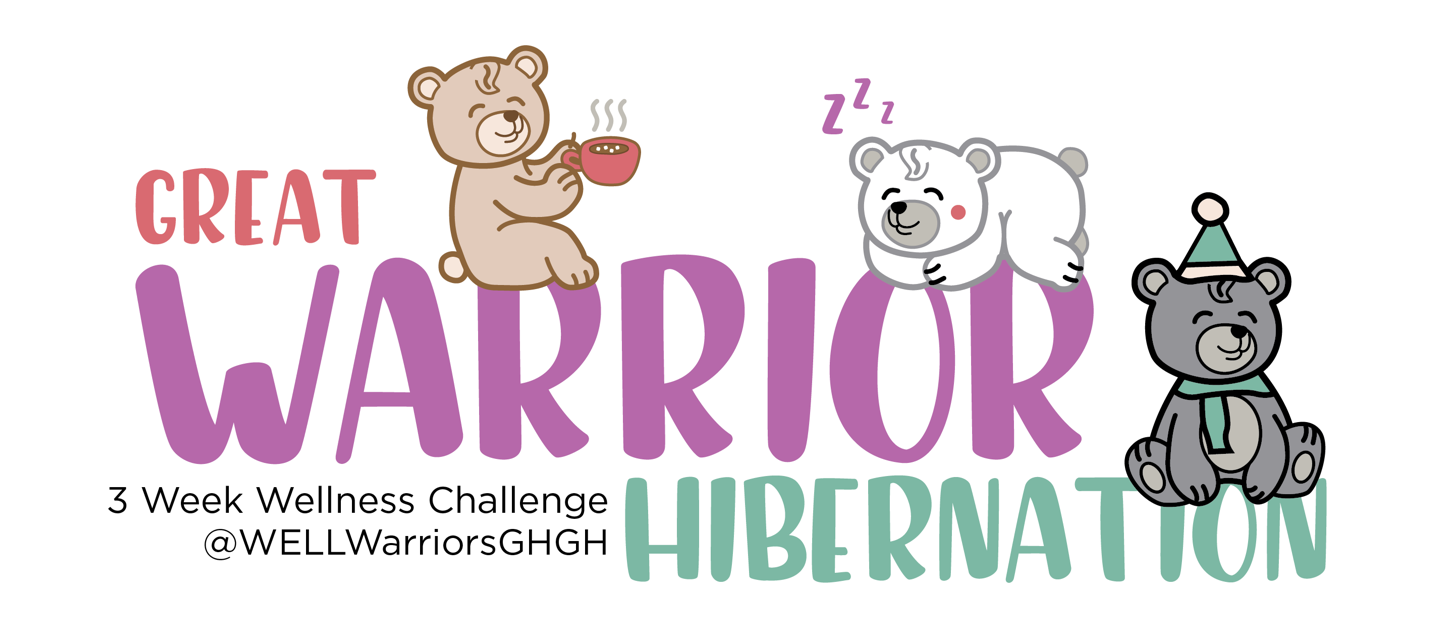 GREAT
z z z
WARRIOR
3 Week Wellness Challenge
@WELLWarriorsGHGH
HIBERNATION